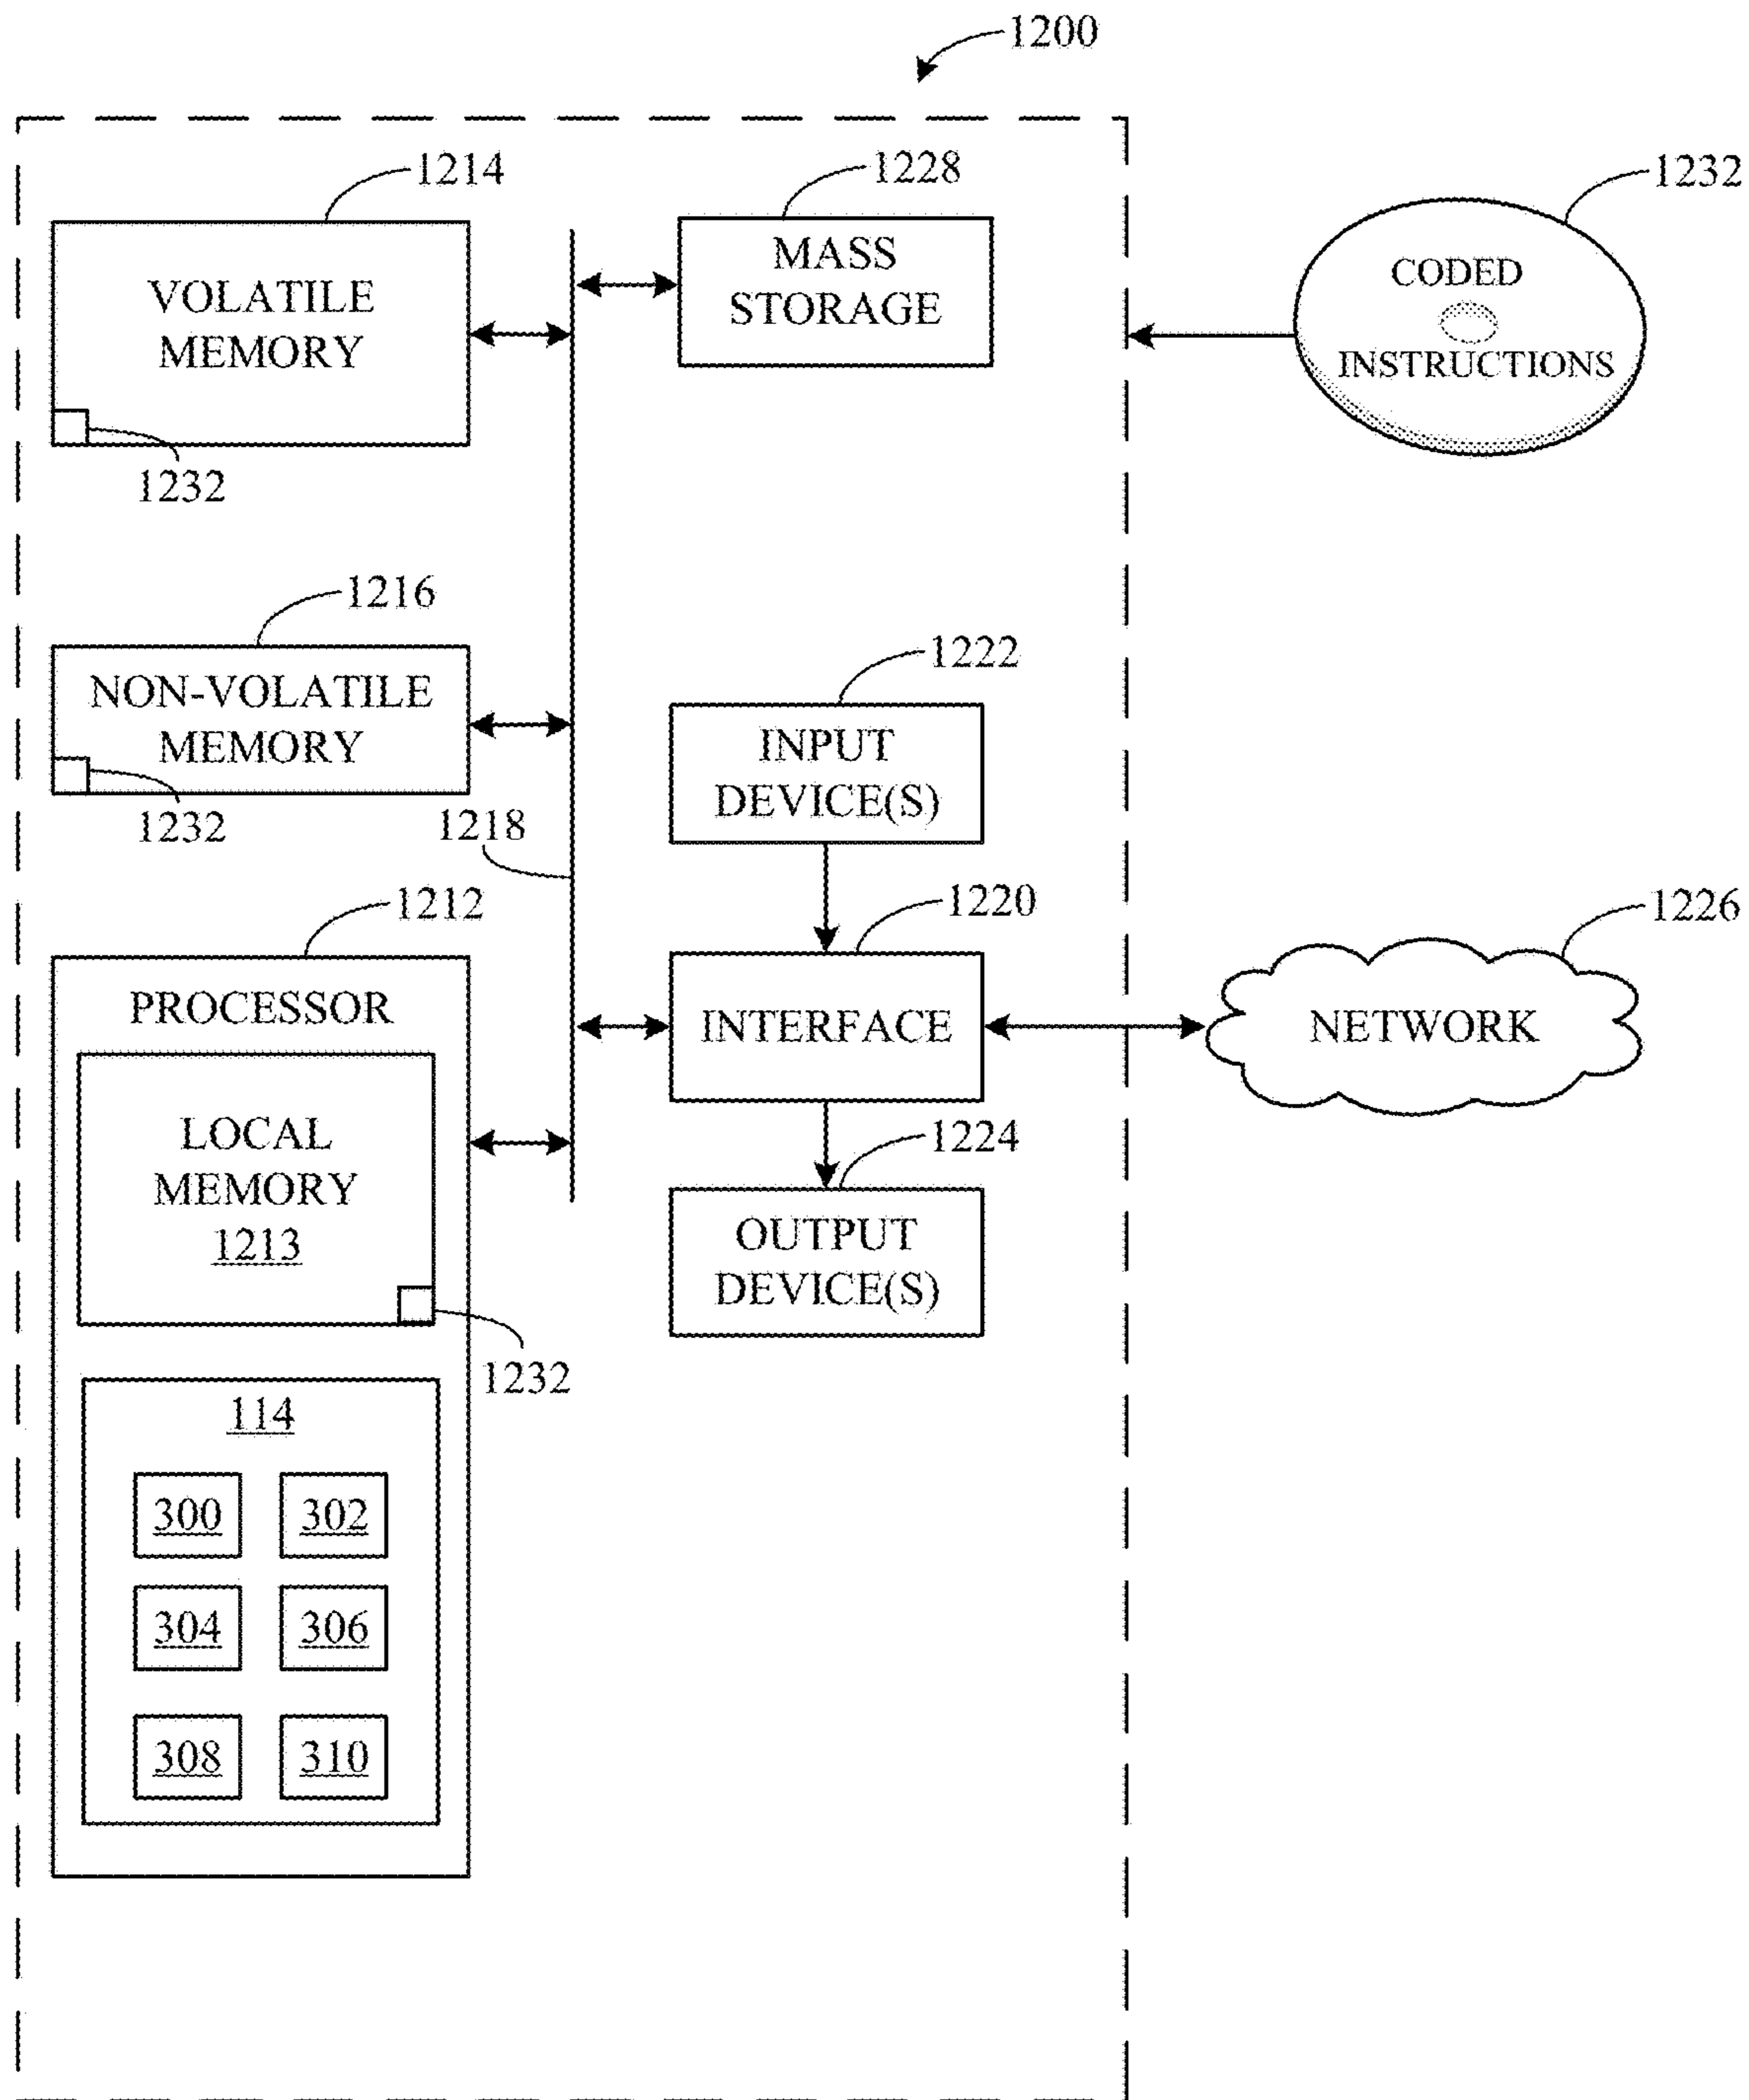 1200
1214
1228
1232
VOLATILE
MEMORY
MASS
STORAGE
CODED
INSTRUCTIONS
1232
1216
NON-VOLATILE
MEMORY
1232
1218
1222
INPUT
DEVICE(S)
1212
1220
1226
PROCESSOR
INTERFACE
NETWORK
LOCAL
MEMORY
1213
1232
1224
OUTPUT
DEVICE(S)
114
300
302
304
306
308
310